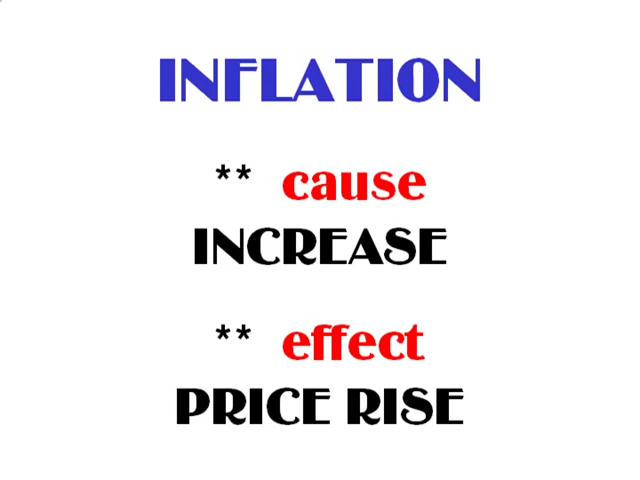 INFLATION
** cause
INCREASE
** effect
PRICE RISE